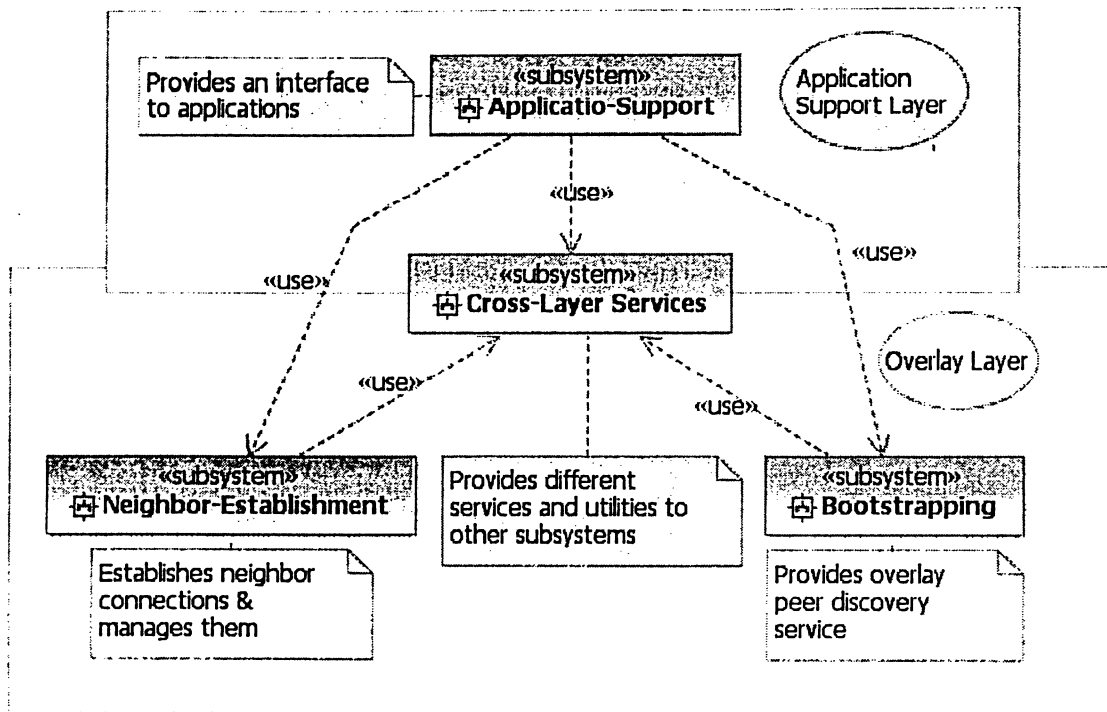 Provides an interface
to applications
«subsystem»
Applicatio-Support
Application
Support Layer
«use»
«use»
«use»
«subsystem»
Cross-Layer Services
Overlay Layer
«use»
«use»
«subsystem»
Neighbor-Establishment
Provides different
services and utilities to
other subsystems
«subsystem»
Bootstrapping
Establishes neighbor
connections &
manages them
Provides overlay
peer discovery
service